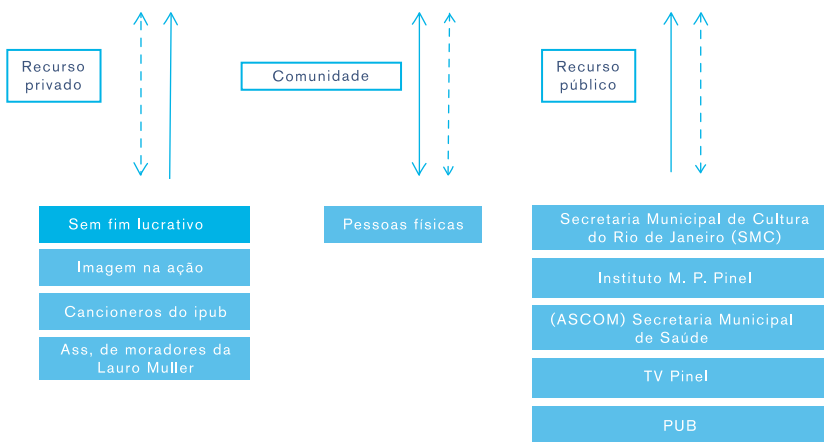 Recurso
privado
Comunidade
Recurso
público
Sem fim lucrativo
Imagem na ação
Cancioneros do ipub
Ass, de moradores da
Lauro Muller
Pessoas físicas
Secretaria Municipal de Cultura
do Rio de Janeiro (SMC)
Instituto M. P. Pinel
(ASCOM) Secretaria Municipal
de Saúde
TV Pinel
PUB